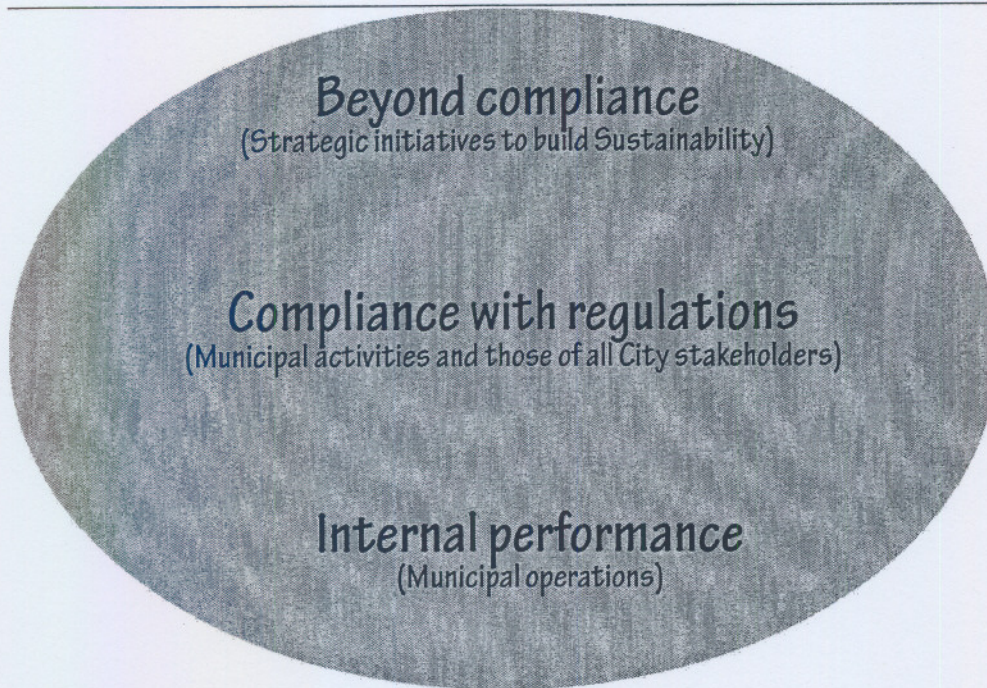 Beyond compliance
(Strategic initiatives to build Sustainability)
Compliance with regulations
(Municipal activities and those of all City stakeholders)
Internal performance
(Municipal operations)